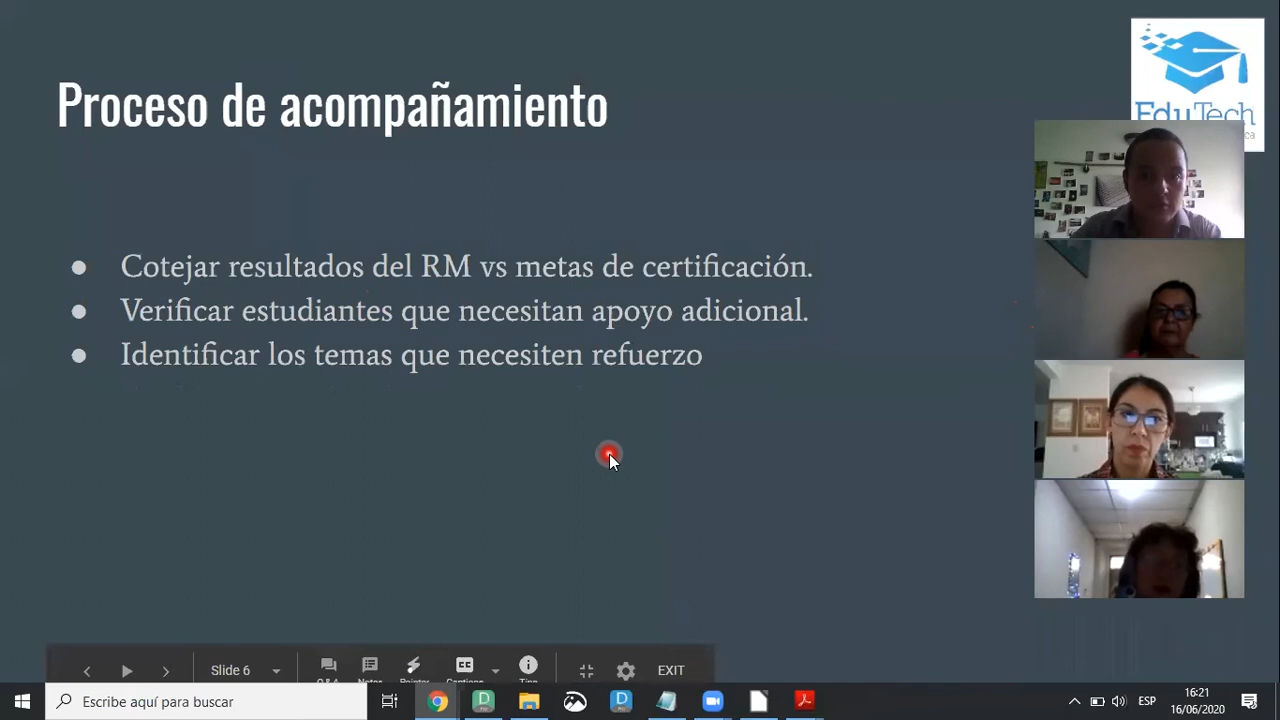 Proceso de acompañamiento
EduTech
● Cotejar resultados del RM vs metas de certificación.
● Verificar estudiantes que necesitan apoyo adicional.
● Identificar los temas que necesiten refuerzo
Slide 6
EXIT
Escribe aquí para buscar
ESP
16:21
16/06/2020